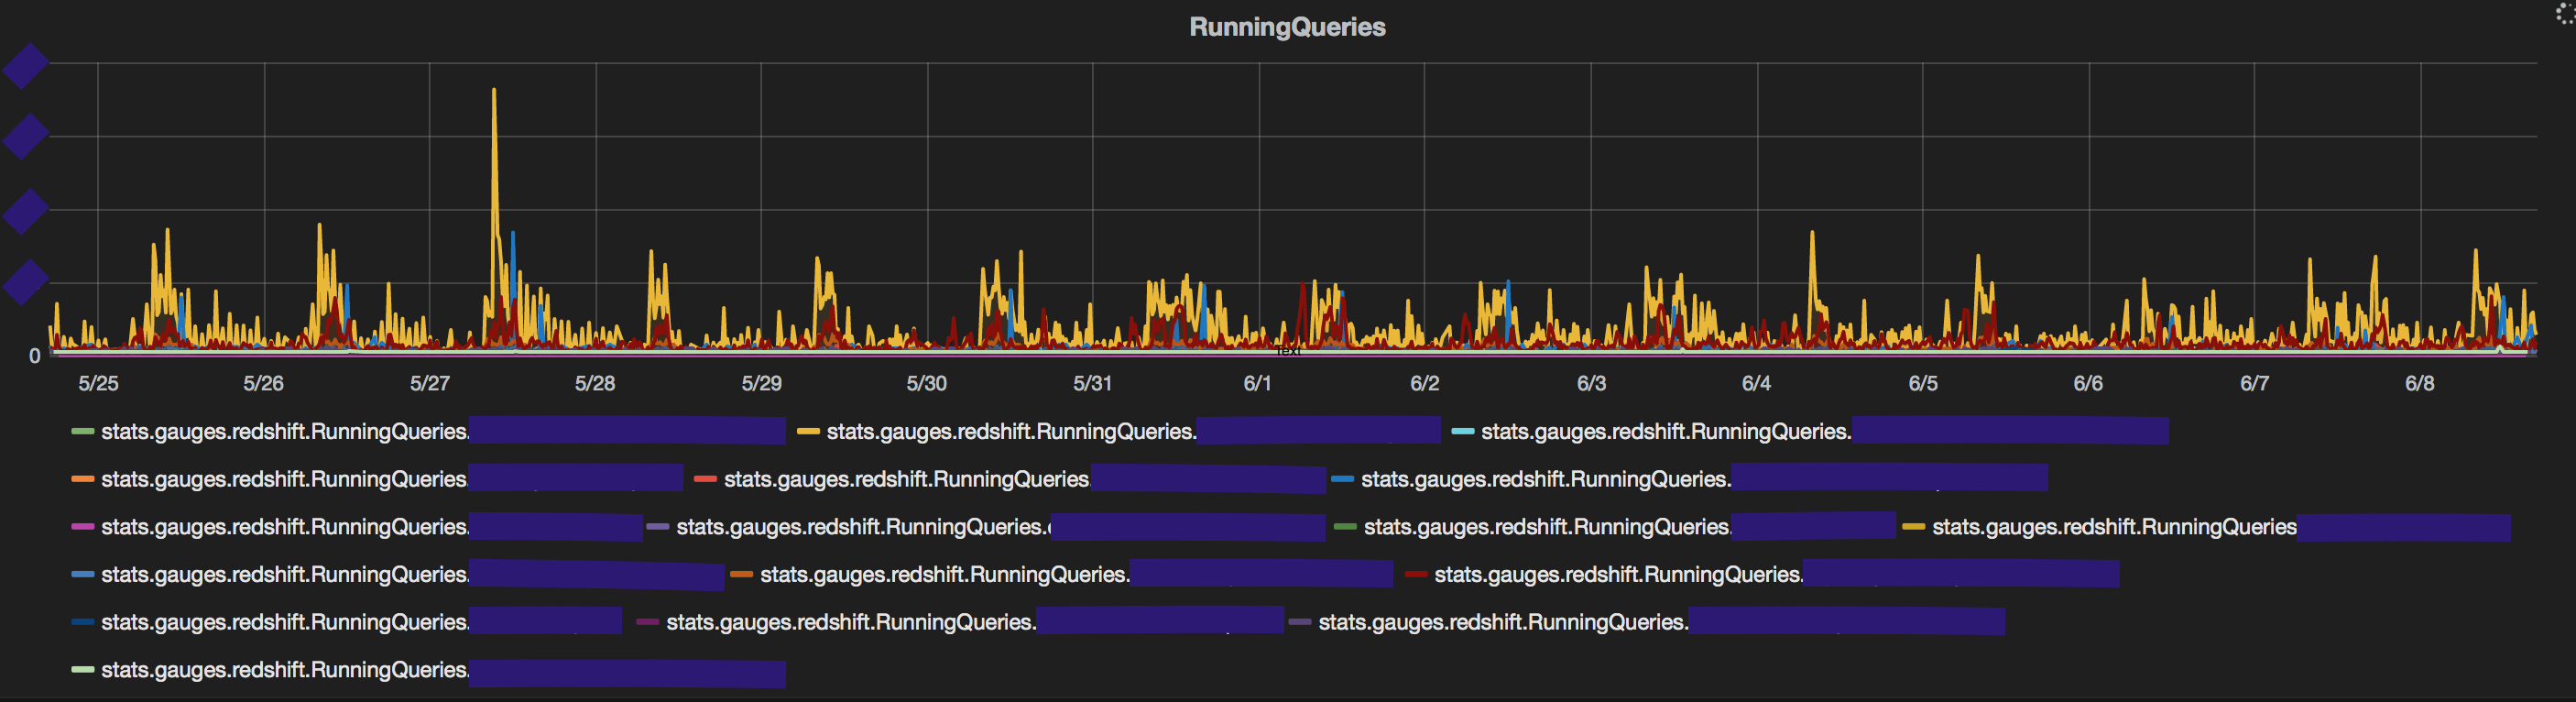 RunningQueries
0
5/25 5/26 5/27 5/28 5/29 5/30 5/31 6/1 6/2 6/3 6/4 6/5 6/6 6/7 6/8
Text
stats.gauges.redshift.RunningQueries. stats.gauges.redshift.RunningQueries. stats.gauges.redshift.RunningQueries.
stats.gauges.redshift.RunningQueries. stats.gauges.redshift.RunningQueries stats.gauges.redshift.RunningQueries.
stats.gauges.redshift.RunningQueries. stats.gauges.redshift.RunningQueries. stats.gauges.redshift.RunningQueries. stats.gauges.redshift.RunningQueries
stats.gauges.redshift.RunningQueries. stats.gauges.redshift.RunningQueries. stats.gauges.redshift.RunningQueries.
stats.gauges.redshift.RunningQueries. stats.gauges.redshift.RunningQueries. stats.gauges.redshift.RunningQueries.
stats.gauges.redshift.RunningQueries.